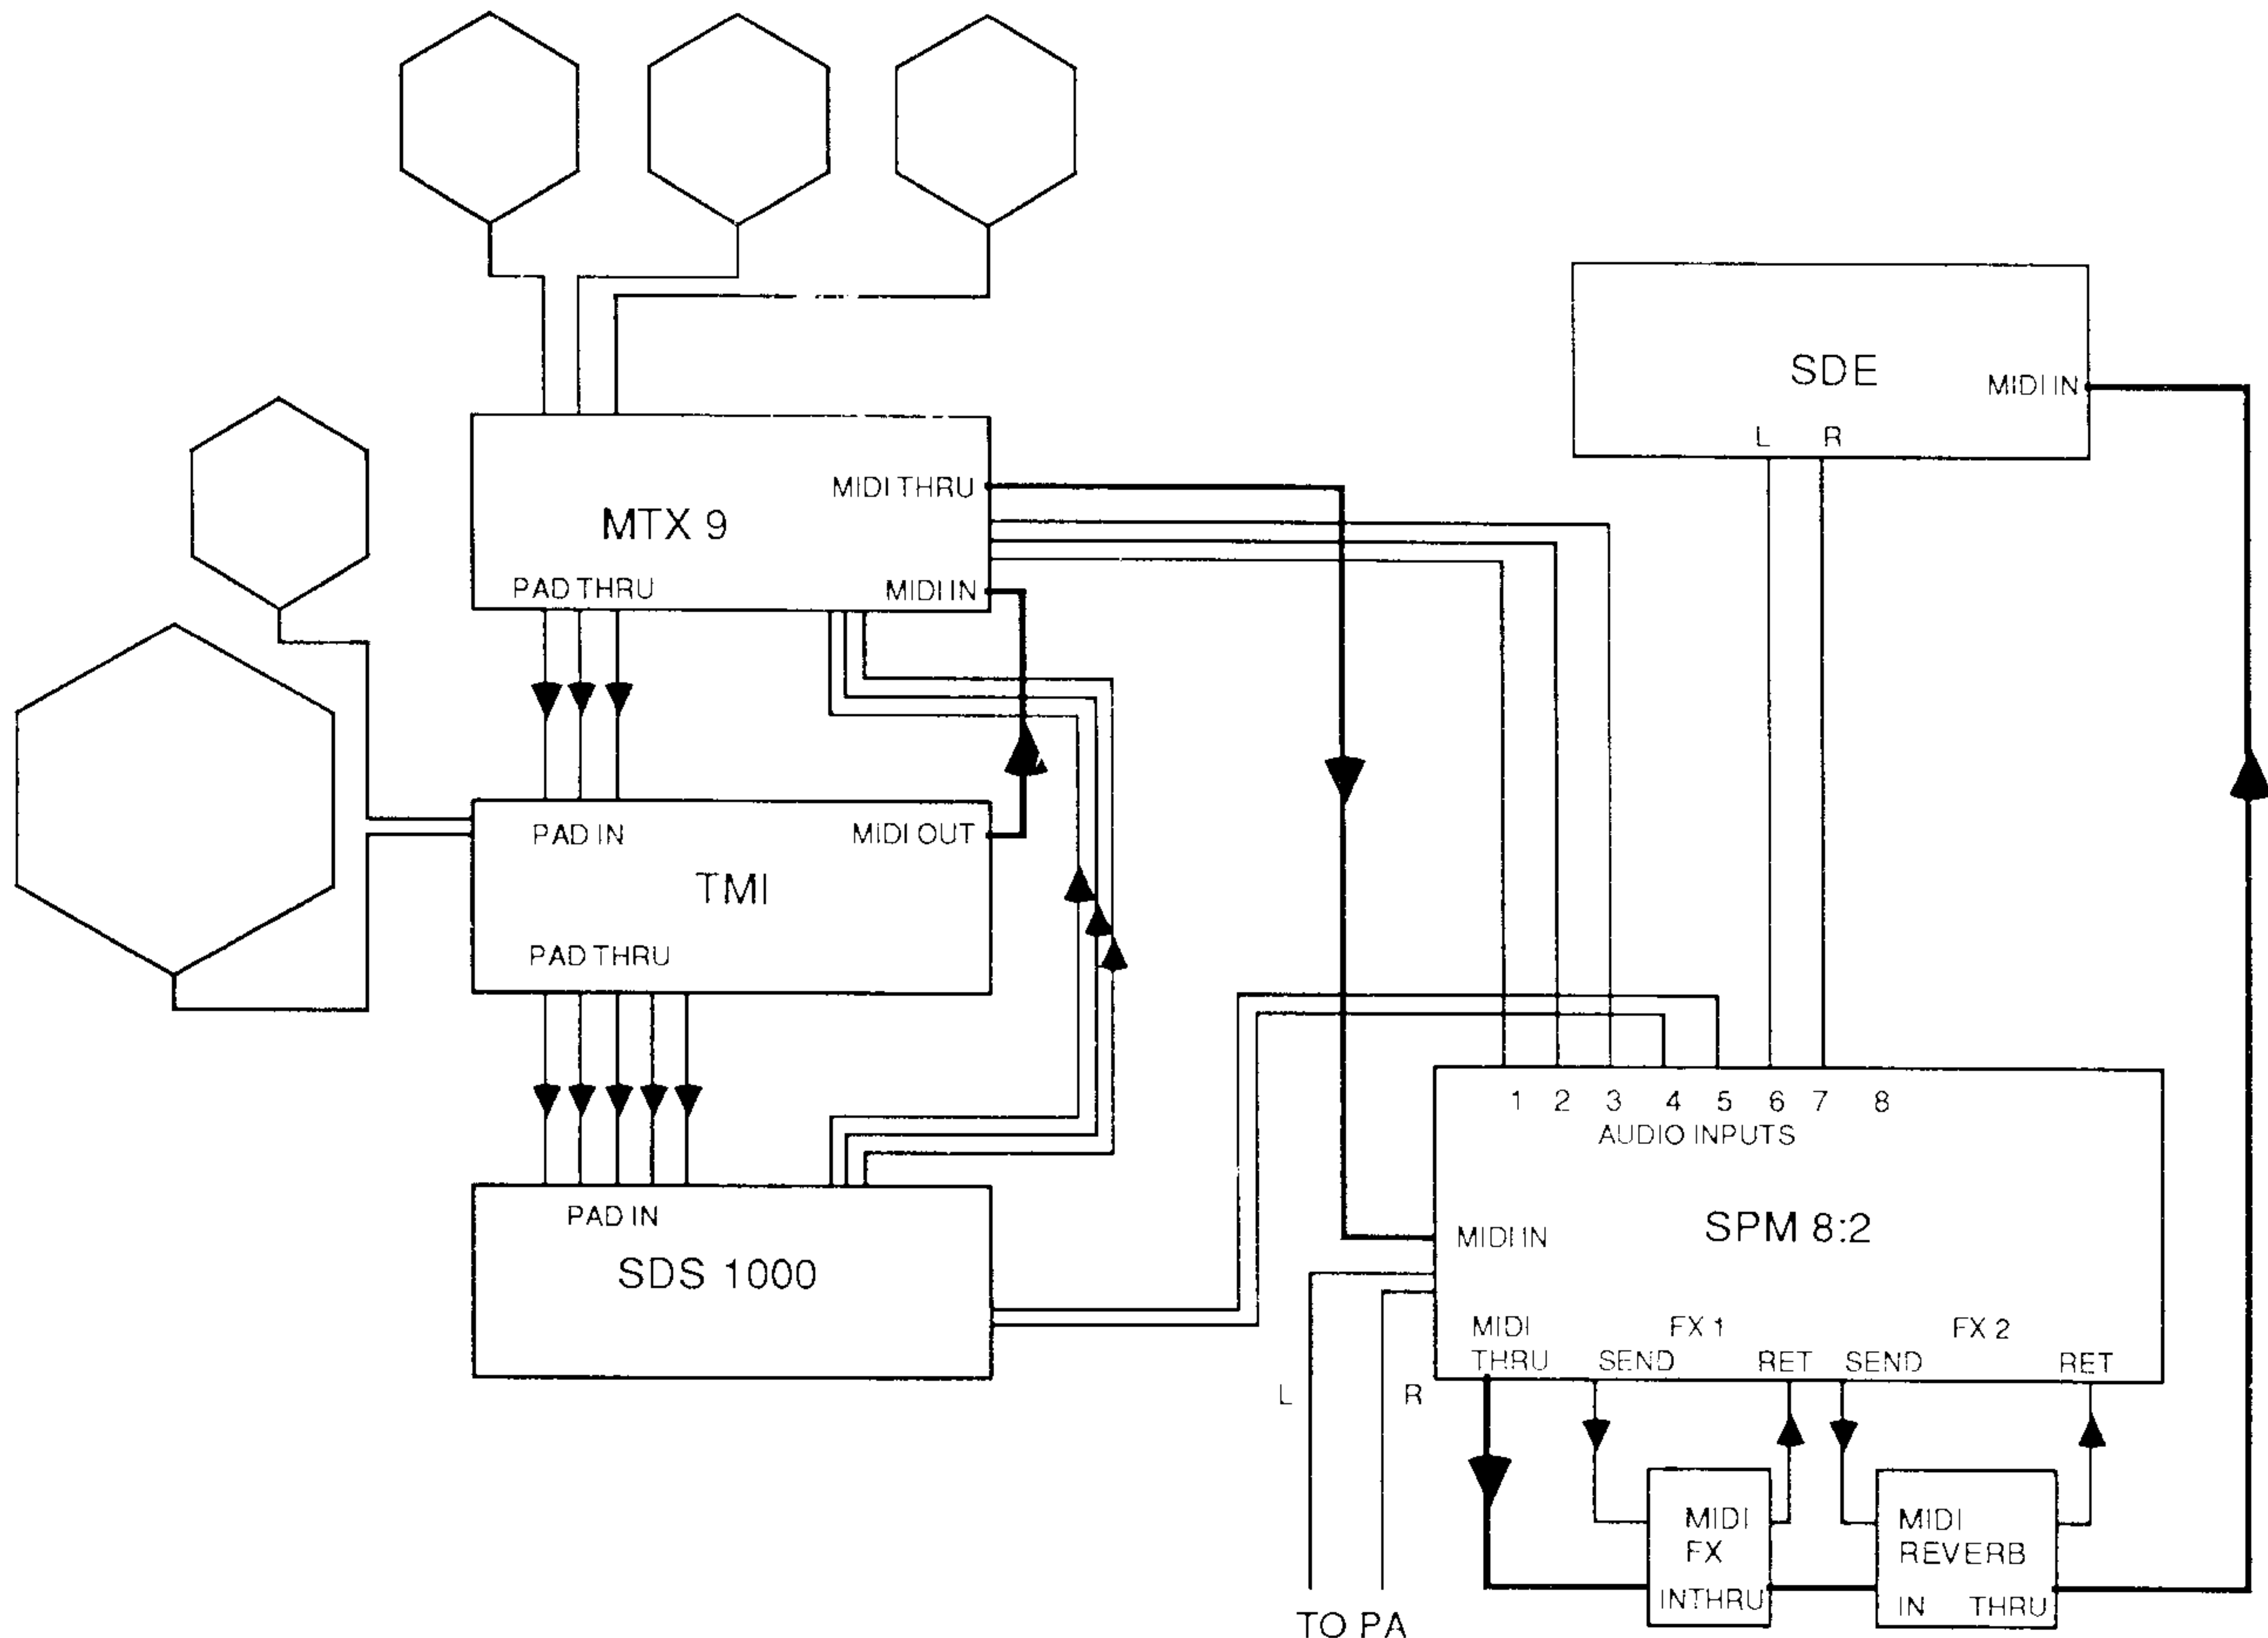 SDE
MIDI IN
L R
MIDI THRU
MTX 9
PAD THRU MIDI IN
PAD IN MIDI OUT
TMI
PAD THRU
1 2 3 4 5 6 7 8
AUDIO INPUTS
PAD IN
SDS 1000
MIDI IN
SPM 8:2
MIDI FX 1 FX 2
THRU SEND RET SEND RET
L R
MIDI
FX
INTHRU
MIDI
REVERB
IN THRU
TO PA